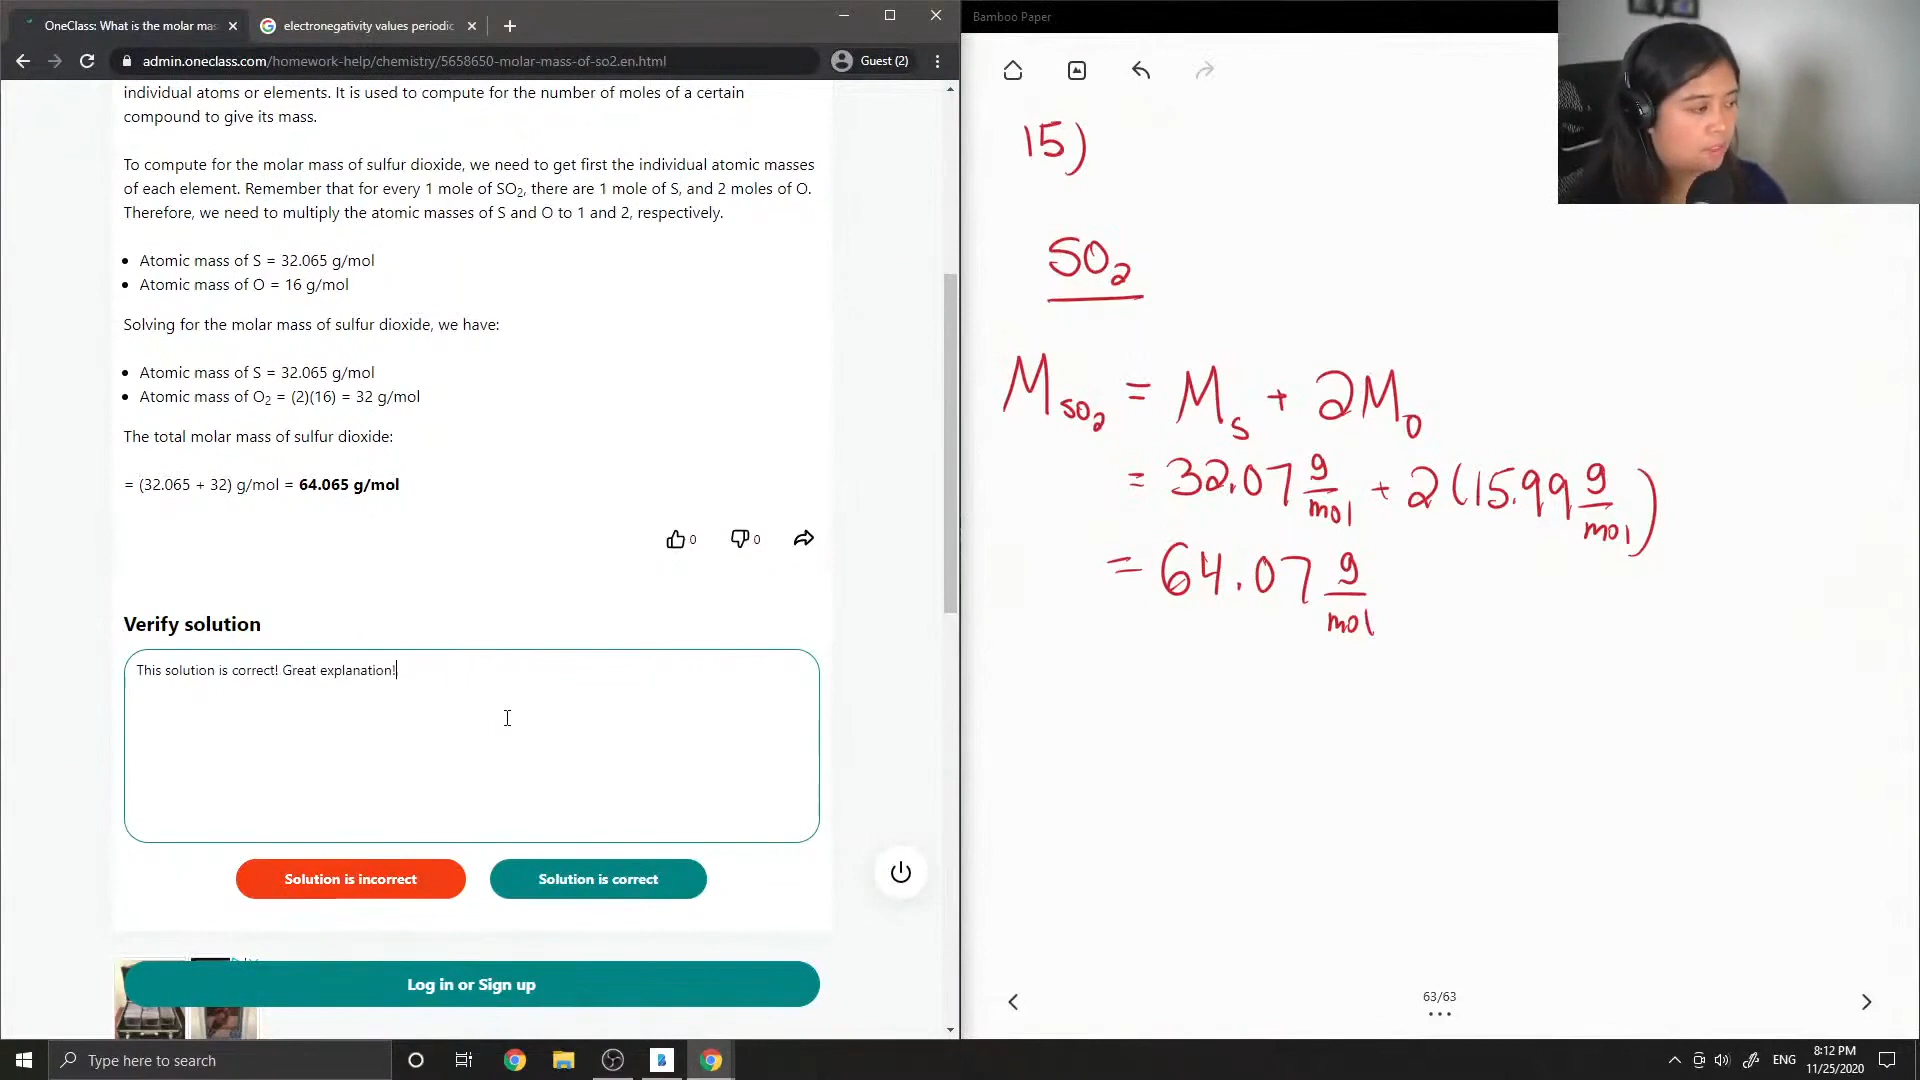 OneClass: What is the molar mas
electronegativity values periodic
admin.oneclass.com/homework-help/chemistry/5658650-molar-mass-of-so2.en.html
Guest (2)
individual atoms or elements. It is used to compute for the number of moles of a certain
compound to give its mass.
To compute for the molar mass of sulfur dioxide, we need to get first the individual atomic masses
of each element. Remember that for every 1 mole of SO₂, there are 1 mole of S, and 2 moles of O.
Therefore, we need to multiply the atomic masses of S and O to 1 and 2, respectively.
• Atomic mass of S = 32.065 g/mol
• Atomic mass of O = 16 g/mol
Solving for the molar mass of sulfur dioxide, we have:
• Atomic mass of S = 32.065 g/mol
• Atomic mass of O₂ = (2)(16) = 32 g/mol
The total molar mass of sulfur dioxide:
= (32.065 + 32) g/mol = 64.065 g/mol
0
0
Verify solution
This solution is correct! Great explanation!
Solution is incorrect
Solution is correct
Log in or Sign up
Bamboo Paper
15)
SO₂
M SO₂ = M S + 2M O
= 32.07 g/mol + 2(15.99 g/mol)
= 64.07 g/mol
63/63
Type here to search
ENG
8:12 PM
11/25/2020